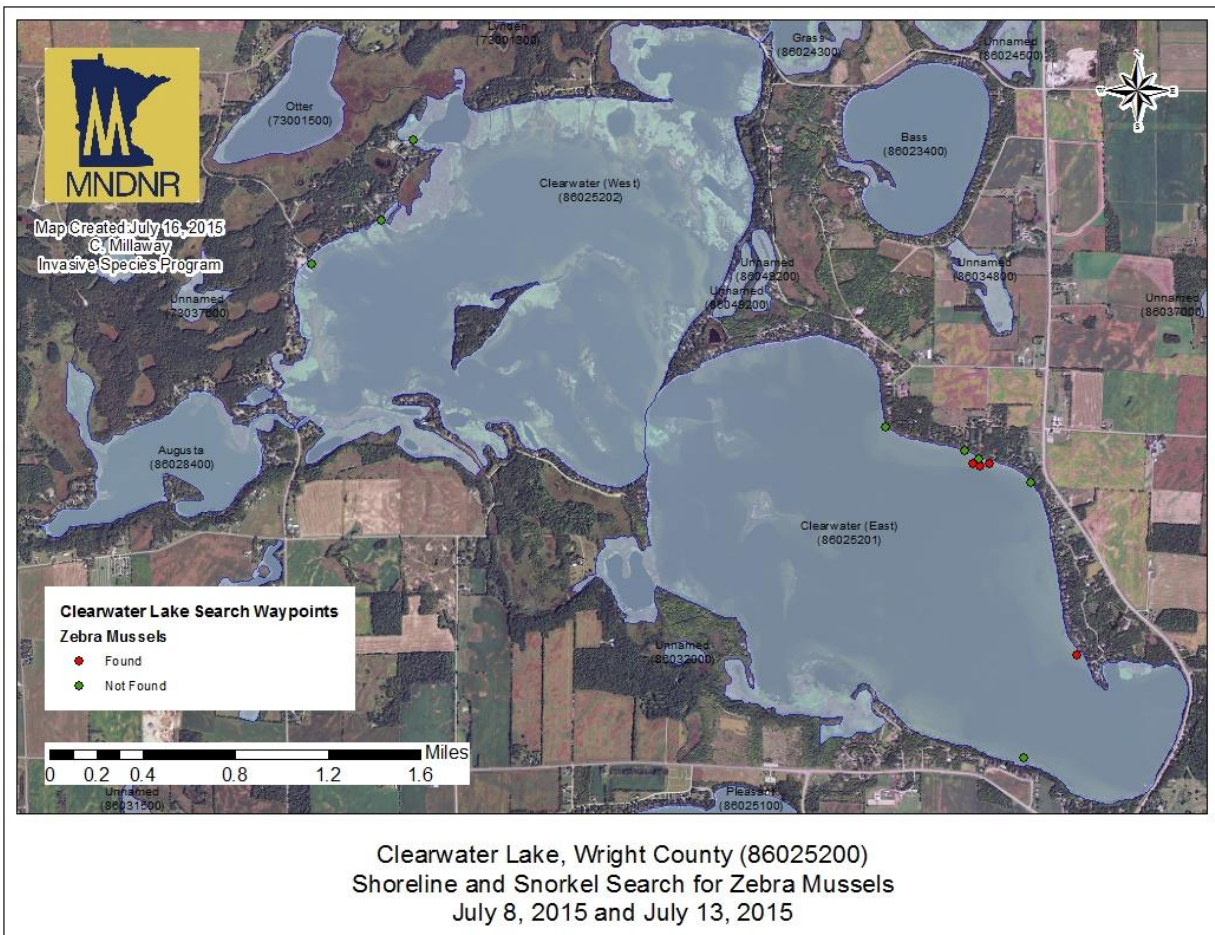 MNDNR
Map Created July 16, 2015
C. Millaway
Invasive Species Program
Lynden
(73001300)
Grass
(86024300)
Unnamed
(86024500)
Otter
(73001500)
Bass
(86023400)
N
W
E
S
Clearwater (West)
(86025202)
Unnamed
(73037600)
Unnamed
(86049200)
Unnamed
(86049200)
Unnamed
(86034800)
Unnamed
(86037000)
Augusta
(86028400)
Clearwater (East)
(86025201)
Unnamed
(86032000)
Clearwater Lake Search Waypoints
Zebra Mussels
Found
Not Found
Miles
0 0.2 0.4 0.8 1.2 1.6
Unnamed
(86031500)
Pleasant
(86025100)
Clearwater Lake, Wright County (86025200)
Shoreline and Snorkel Search for Zebra Mussels
July 8, 2015 and July 13, 2015